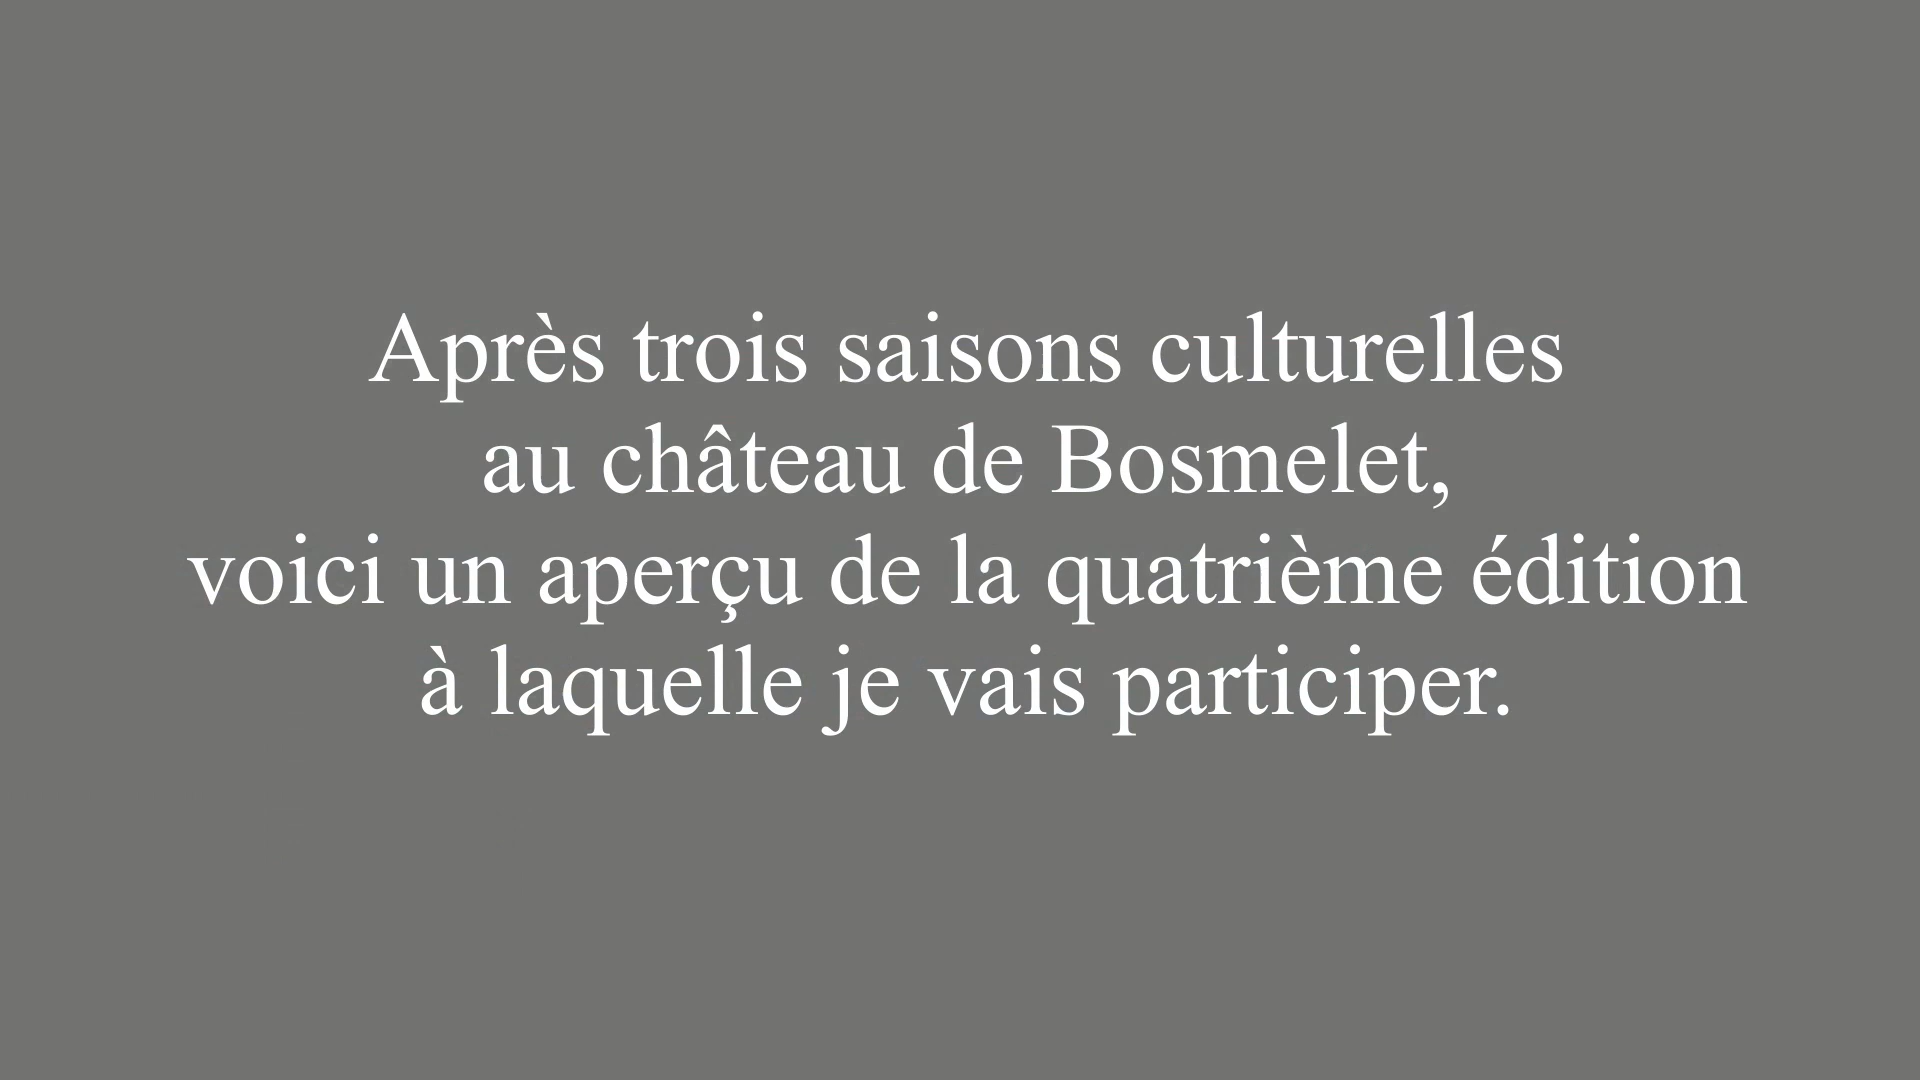 Après trois saisons culturelles
au château de Bosmelet,
voici un aperçu de la quatrième édition
à laquelle je vais participer.